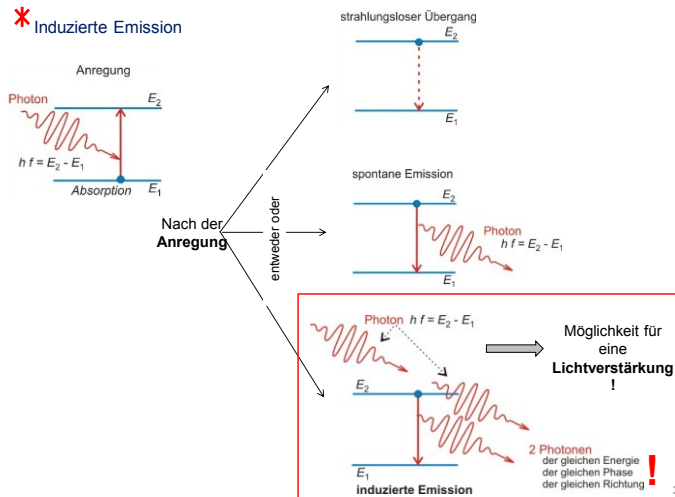 * Induzierte Emission
Anregung
Photon
E2
h f = E2 - E1
Absorption
E1
Nach der
Anregung
entweder oder
strahlungsloser Übergang
E2
E1
spontane Emission
E2
Photon
h f = E2 - E1
E1
Photon h f = E2 - E1
Möglichkeit für
eine
Lichtverstärkung
!
E2
2 Photonen
der gleichen Energie
der gleichen Phase
der gleichen Richtung !
E1
induzierte Emission